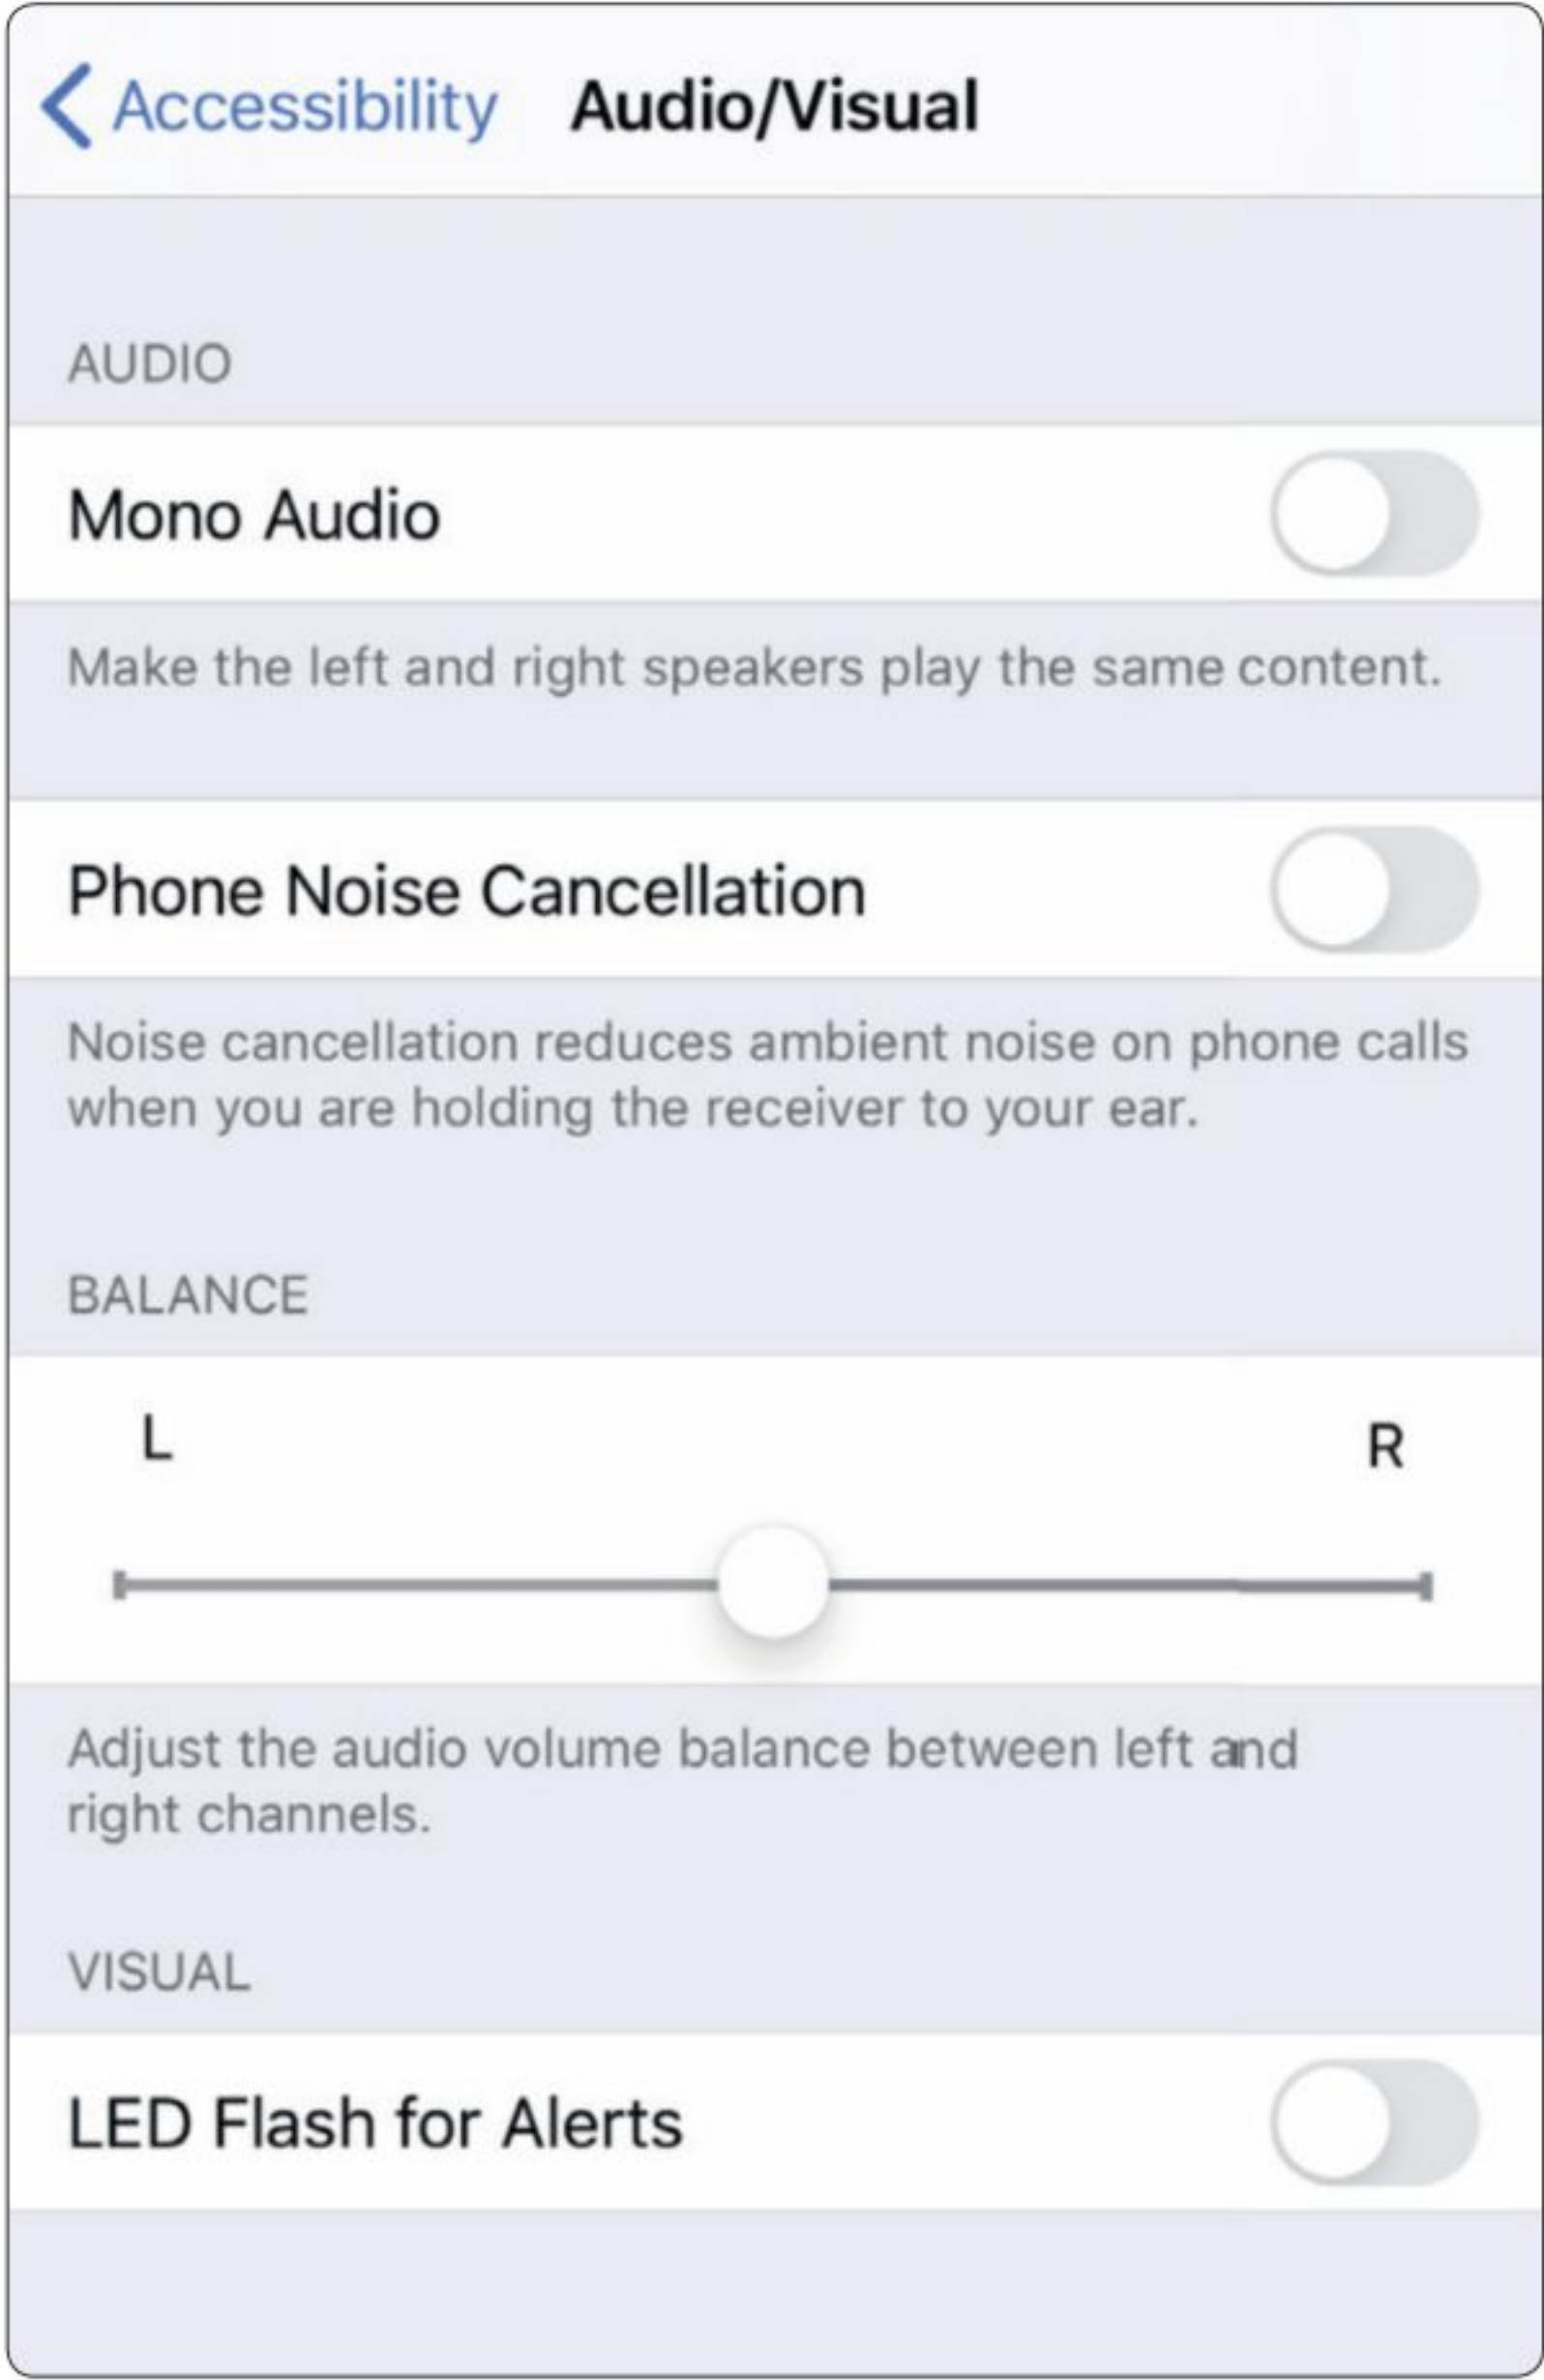 Accessibility Audio/Visual
AUDIO
Mono Audio
Make the left and right speakers play the same content.
Phone Noise Cancellation
Noise cancellation reduces ambient noise on phone calls
when you are holding the receiver to your ear.
BALANCE
L R
Adjust the audio volume balance between left and
right channels.
VISUAL
LED Flash for Alerts